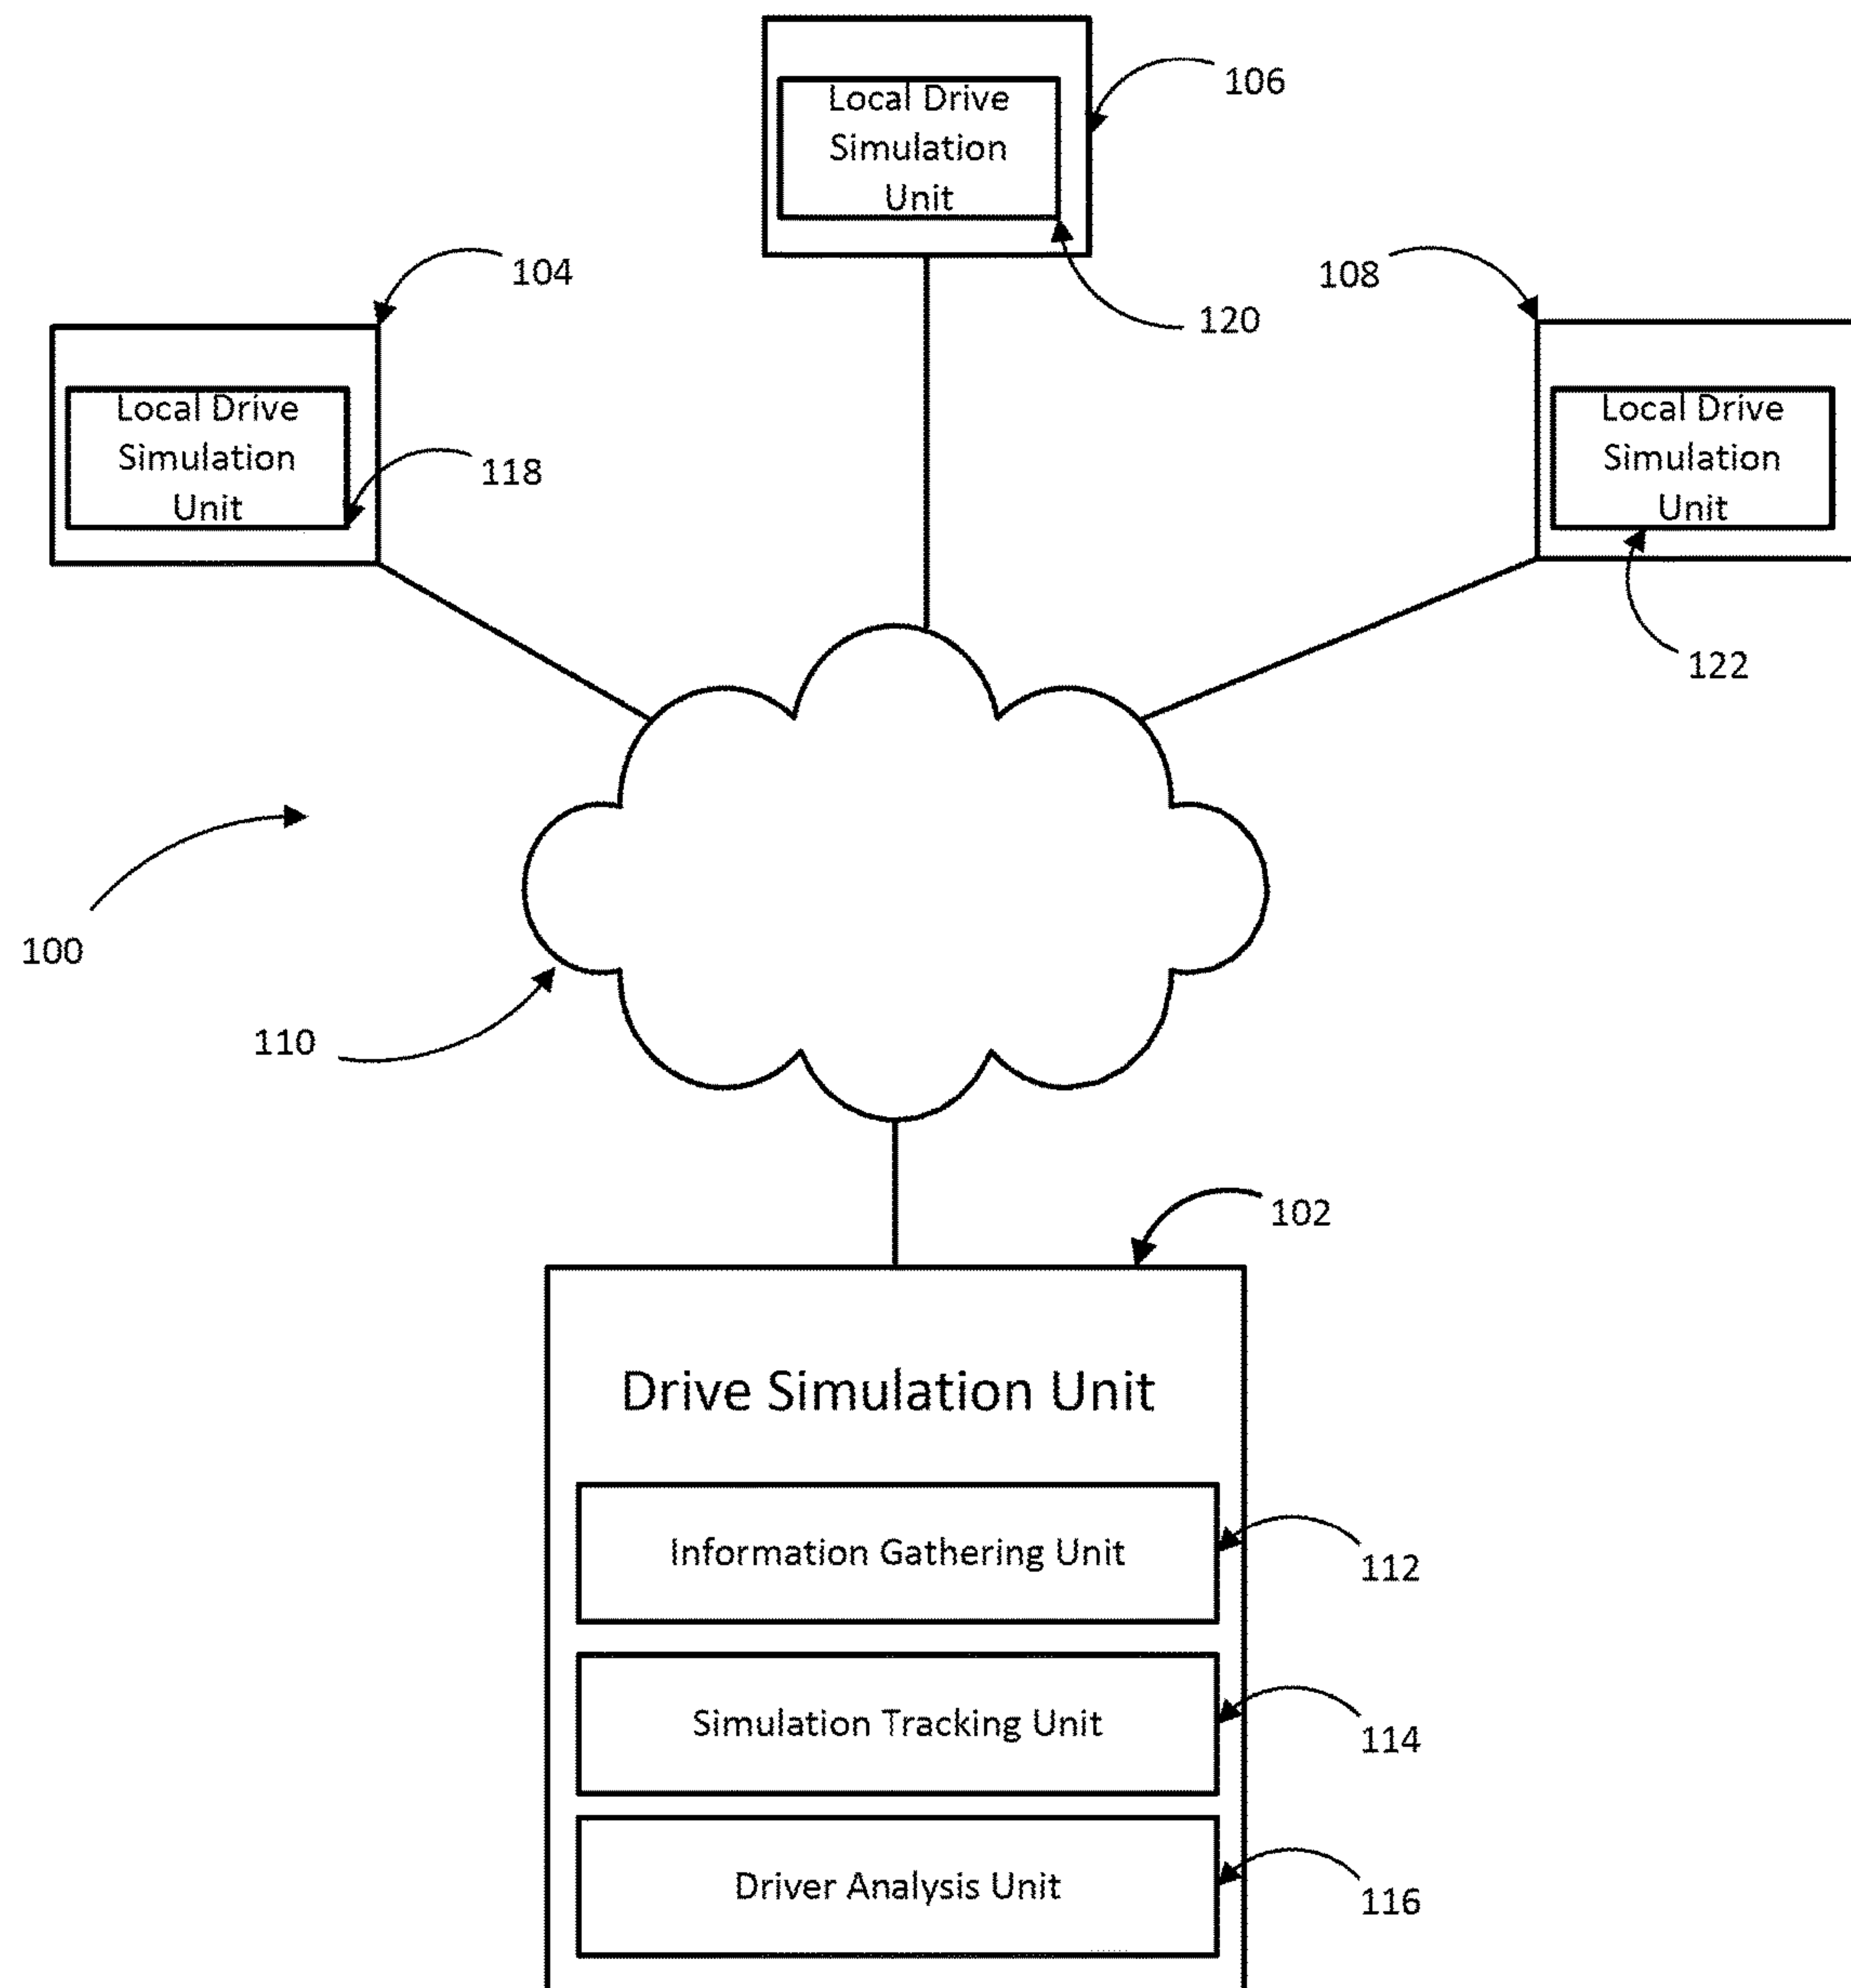 Local Drive
Simulation
Unit
106
120
104
Local Drive
Simulation
Unit
118
108
Local Drive
Simulation
Unit
122
100
110
102
Drive Simulation Unit
Information Gathering Unit
112
Simulation Tracking Unit
114
Driver Analysis Unit
116